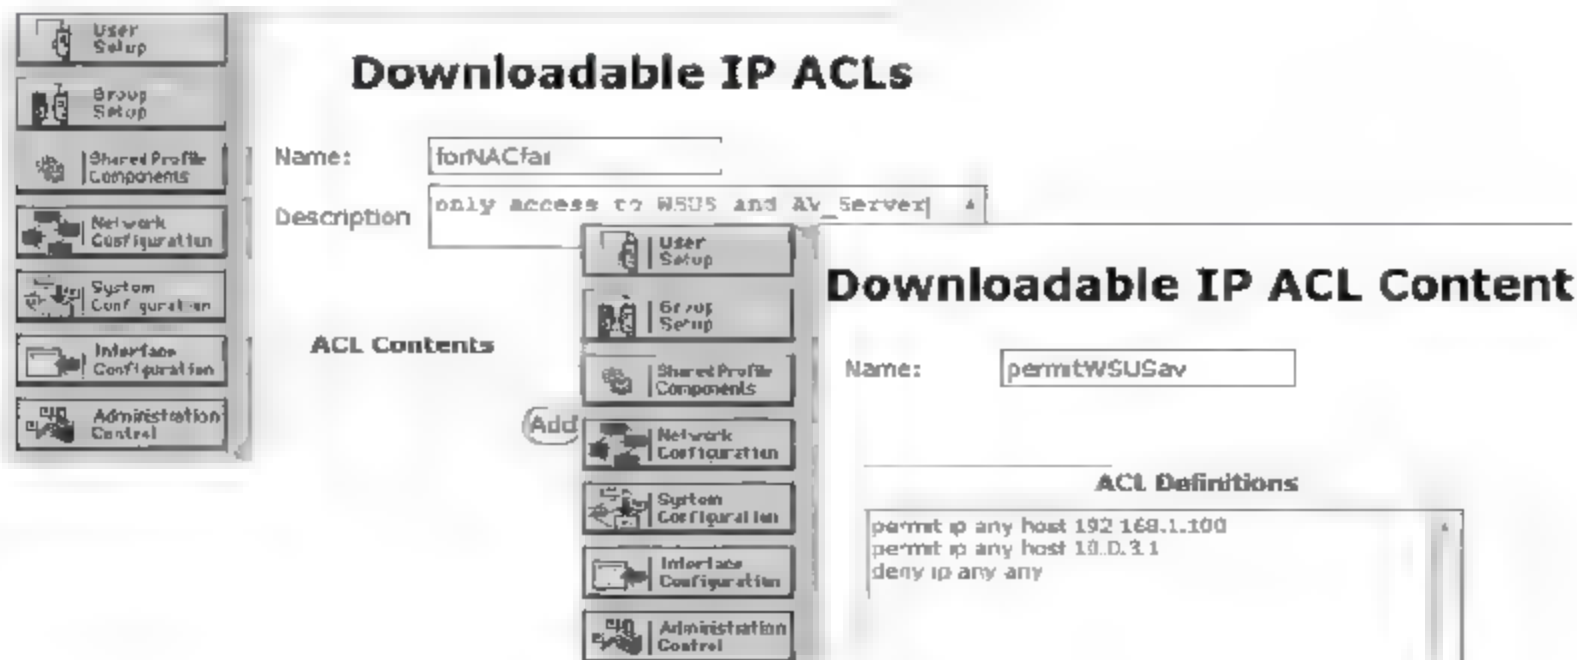 User
Setup
Group
Setup
Shared Profile
Components
Network
Configuration
System
Configuration
Interface
Configuration
Administration
Control
Downloadable IP ACLs
Name:
Description
only access to WSUS and AV_Server
ACL Contents
Add
User
Setup
Group
Setup
Shared Profile
Components
Network
Configuration
System
Configuration
Interface
Configuration
Administration
Control
Downloadable IP ACL Content
Name: permitWSUSav
ACL Definitions
permit ip any host 192.168.1.100
permit ip any host 10.0.3.1
deny ip any any